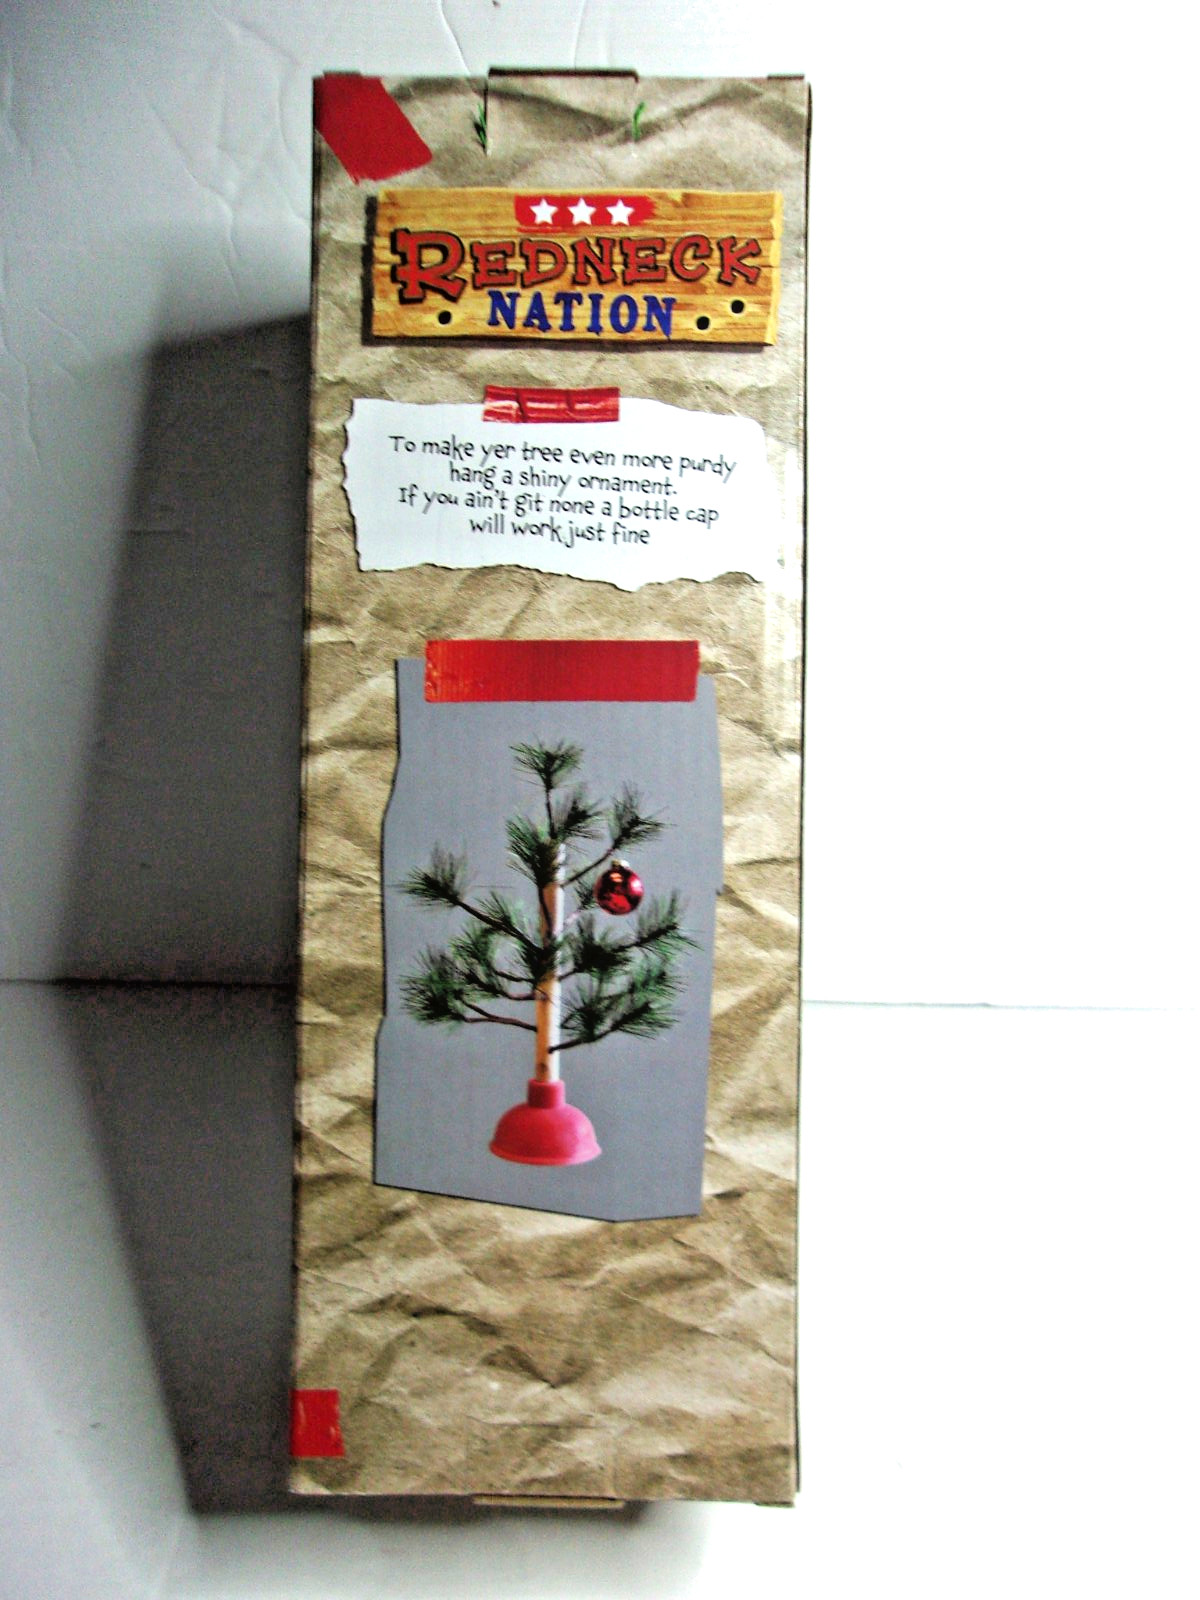 REDNECK
NATION
To make yer tree even more purdy
hang a shiny ornament.
If you ain't git none a bottle cap
will work just fine